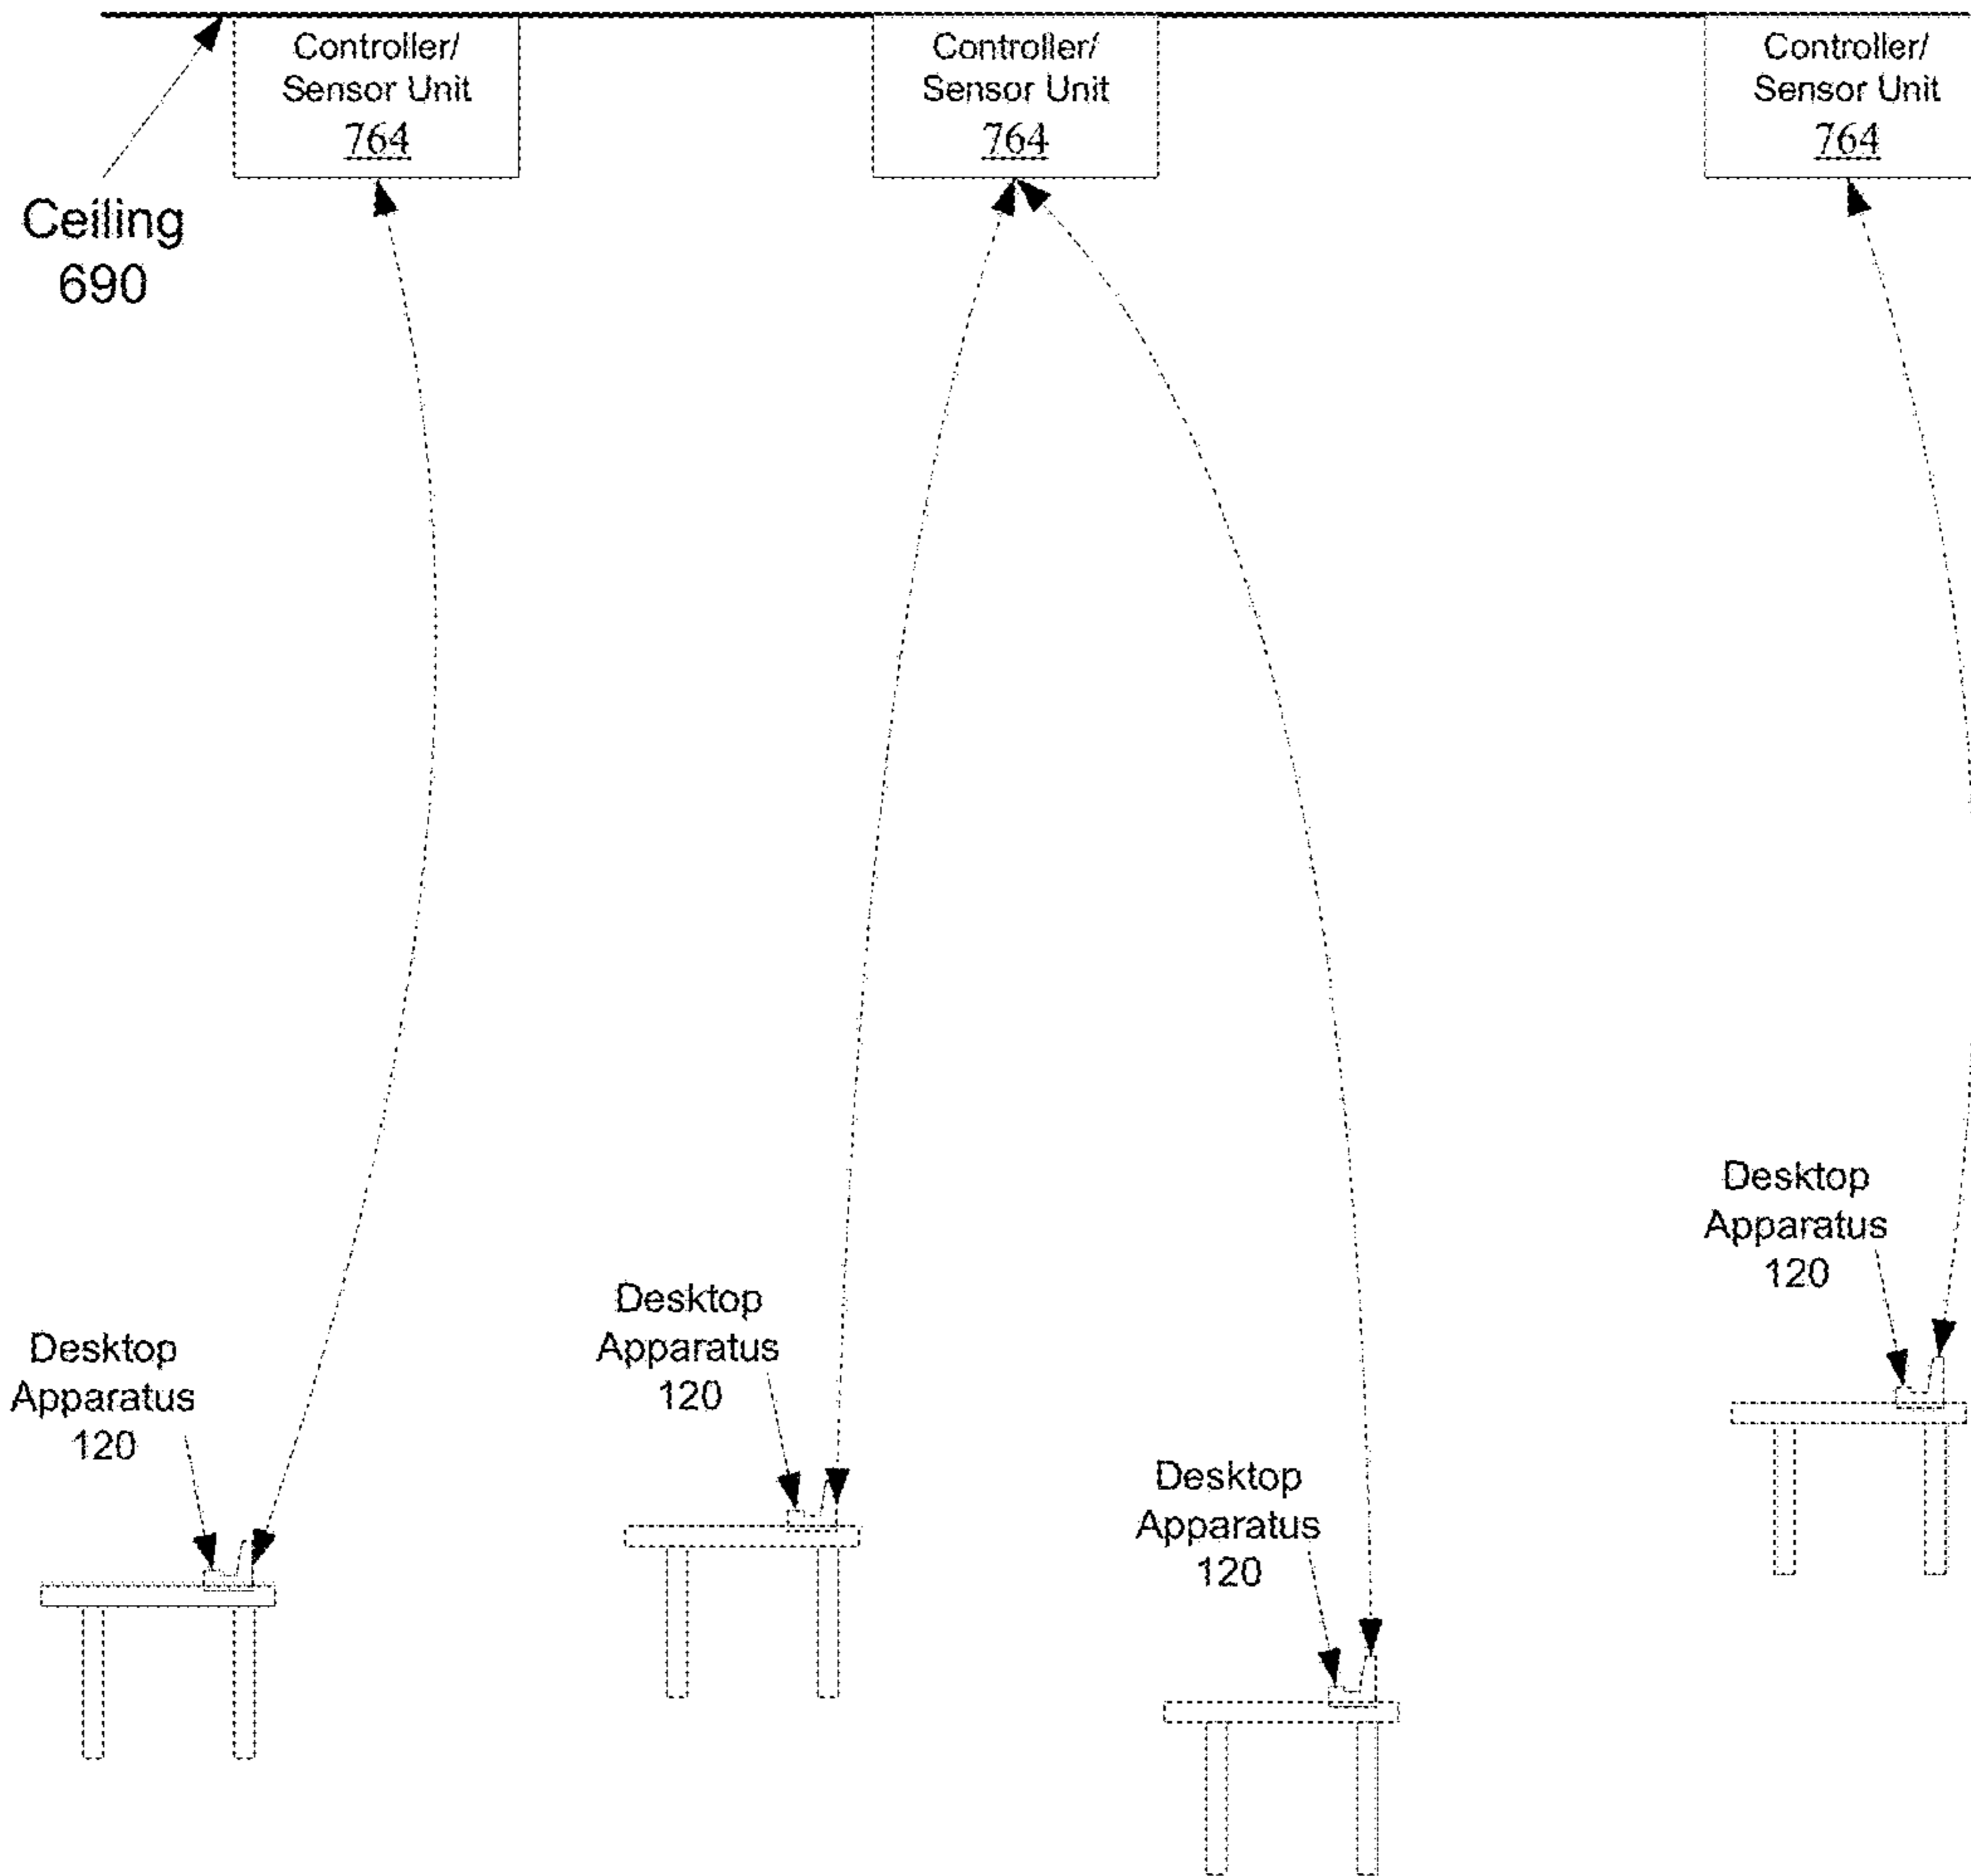 Controller/
Sensor Unit
764
Controller/
Sensor Unit
764
Controller/
Sensor Unit
764
Ceiling
690
Desktop
Apparatus
120
Desktop
Apparatus
120
Desktop
Apparatus
120
Desktop
Apparatus
120